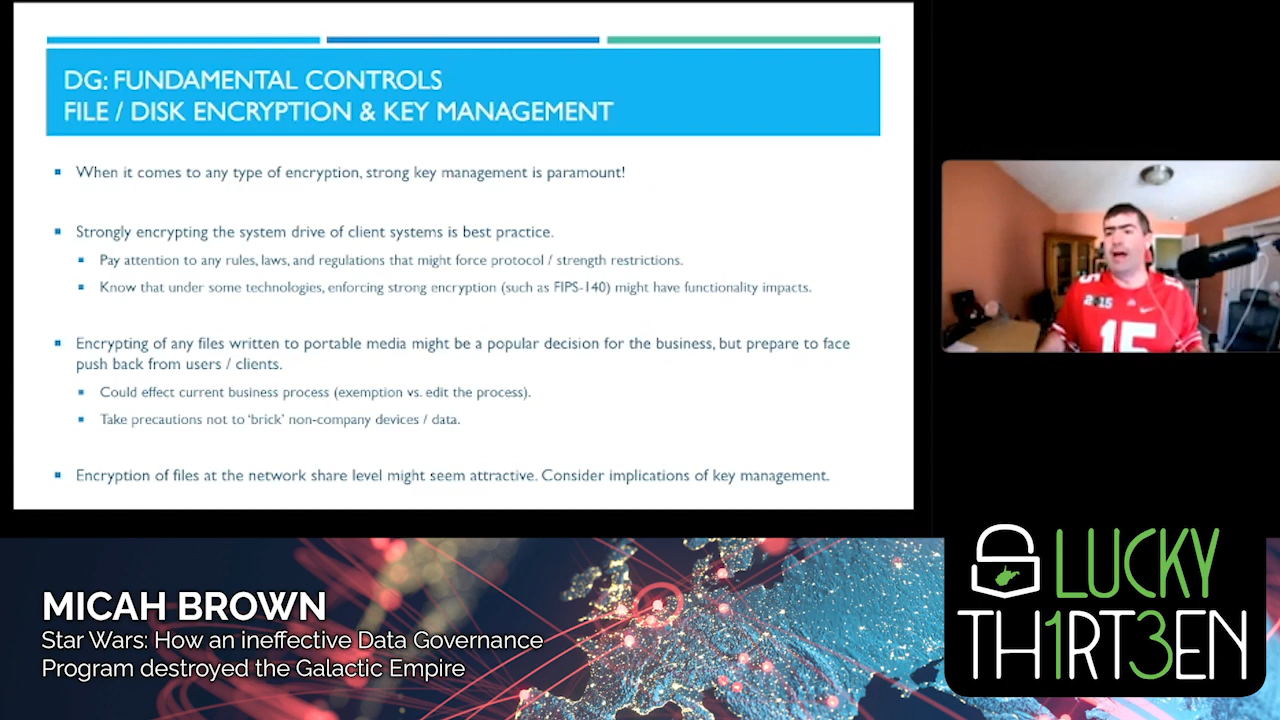 DG: FUNDAMENTAL CONTROLS
FILE / DISK ENCRYPTION & KEY MANAGEMENT
When it comes to any type of encryption, strong key management is paramount!
Strongly encrypting the system drive of client systems is best practice.
Pay attention to any rules, laws, and regulations that might force protocol / strength restrictions.
Know that under some technologies, enforcing strong encryption (such as FIPS-140) might have functionality impacts.
Encrypting of any files written to portable media might be a popular decision for the business, but prepare to face
push back from users / clients.
Could effect current business process (exemption vs. edit the process).
Take precautions not to 'brick' non-company devices / data.
Encryption of files at the network share level might seem attractive. Consider implications of key management.
2015
15
MICAH BROWN
Star Wars: How an ineffective Data Governance
Program destroyed the Galactic Empire
LUCKY
TH1RT3EN